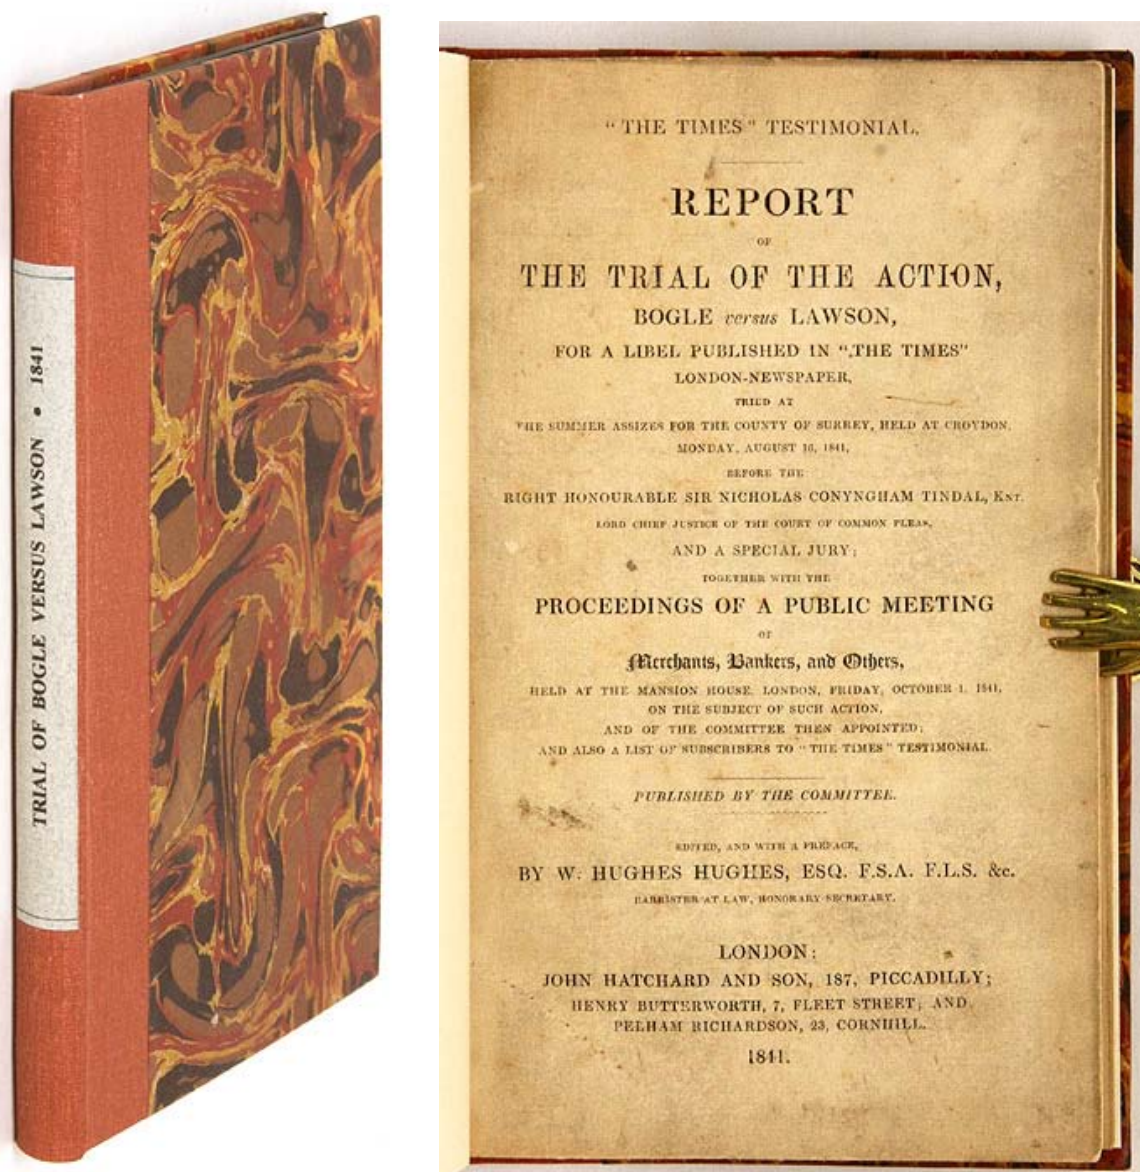 TRIAL OF BOGLE VERSUS LAWSON • 1841
"THE TIMES" TESTIMONIAL.
REPORT
OF
THE TRIAL OF THE ACTION,
BOGLE versus LAWSON,
FOR A LIBEL PUBLISHED IN "THE TIMES"
LONDON-NEWSPAPER,
TRIED AT
THE SUMMER ASSIZES FOR THE COUNTY OF SURREY, HELD AT CROYDON,
MONDAY, AUGUST 16, 1841,
BEFORE THE
RIGHT HONOURABLE SIR NICHOLAS CONYNGHAM TINDAL, KNT.
LORD CHIEF JUSTICE OF THE COURT OF COMMON PLEAS,
AND A SPECIAL JURY;
TOGETHER WITH THE
PROCEEDINGS OF A PUBLIC MEETING
OF
Merchants, Bankers, and Others,
HELD AT THE MANSION HOUSE, LONDON, FRIDAY, OCTOBER 1, 1841,
ON THE SUBJECT OF SUCH ACTION,
AND OF THE COMMITTEE THEN APPOINTED;
AND ALSO A LIST OF SUBSCRIBERS TO "THE TIMES" TESTIMONIAL.
PUBLISHED BY THE COMMITTEE.
EDITED, AND WITH A PREFACE,
BY W. HUGHES HUGHES, ESQ. F.S.A. F.L.S. &c.
BARRISTER AT LAW, HONORARY SECRETARY.
LONDON:
JOHN HATCHARD AND SON, 187, PICCADILLY;
HENRY BUTTERWORTH, 7, FLEET STREET; AND
PELHAM RICHARDSON, 23, CORNHILL.
1841.